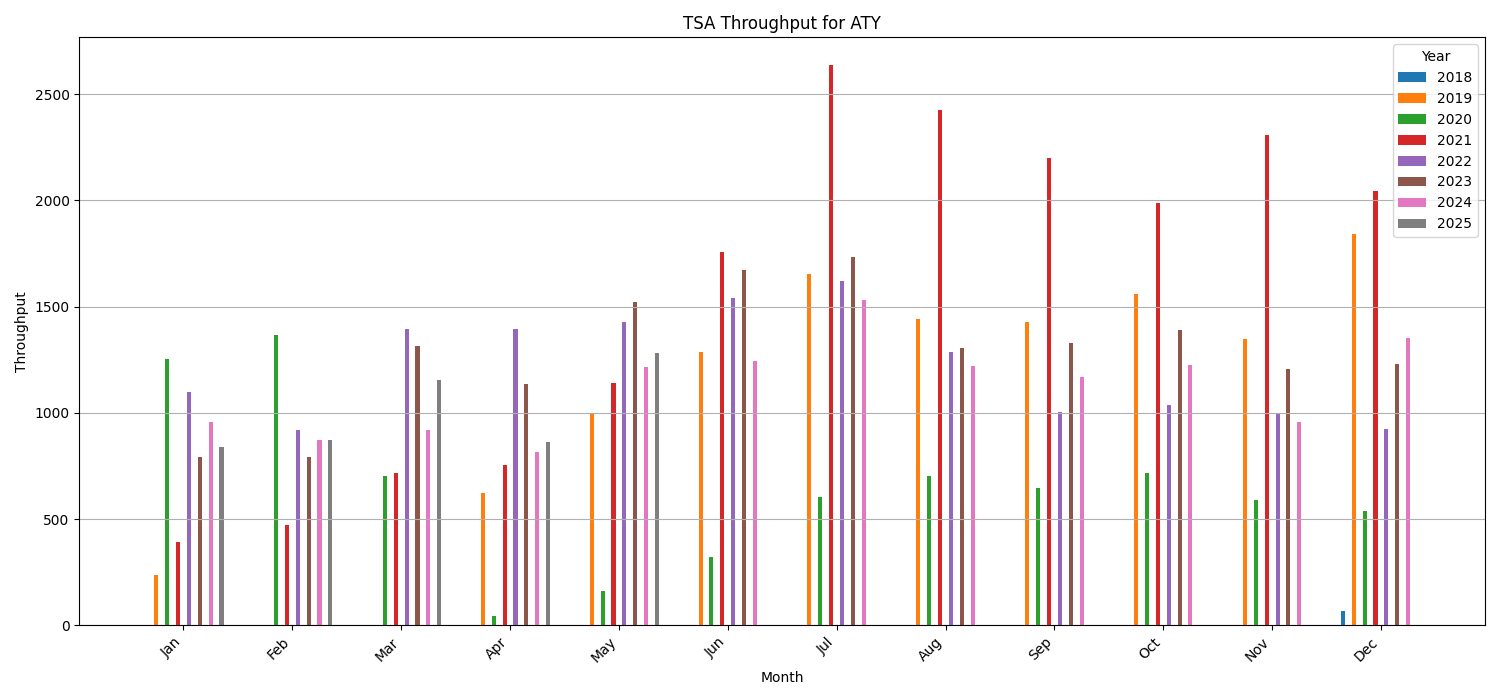 TSA Throughput for ATY
Throughput
2500
2000
1500
1000
500
0
Year
2018
2019
2020
2021
2022
2023
2024
2025
Jan
Feb
Mar
Apr
May
Jun
Jul
Aug
Sep
Oct
Nov
Dec
Month